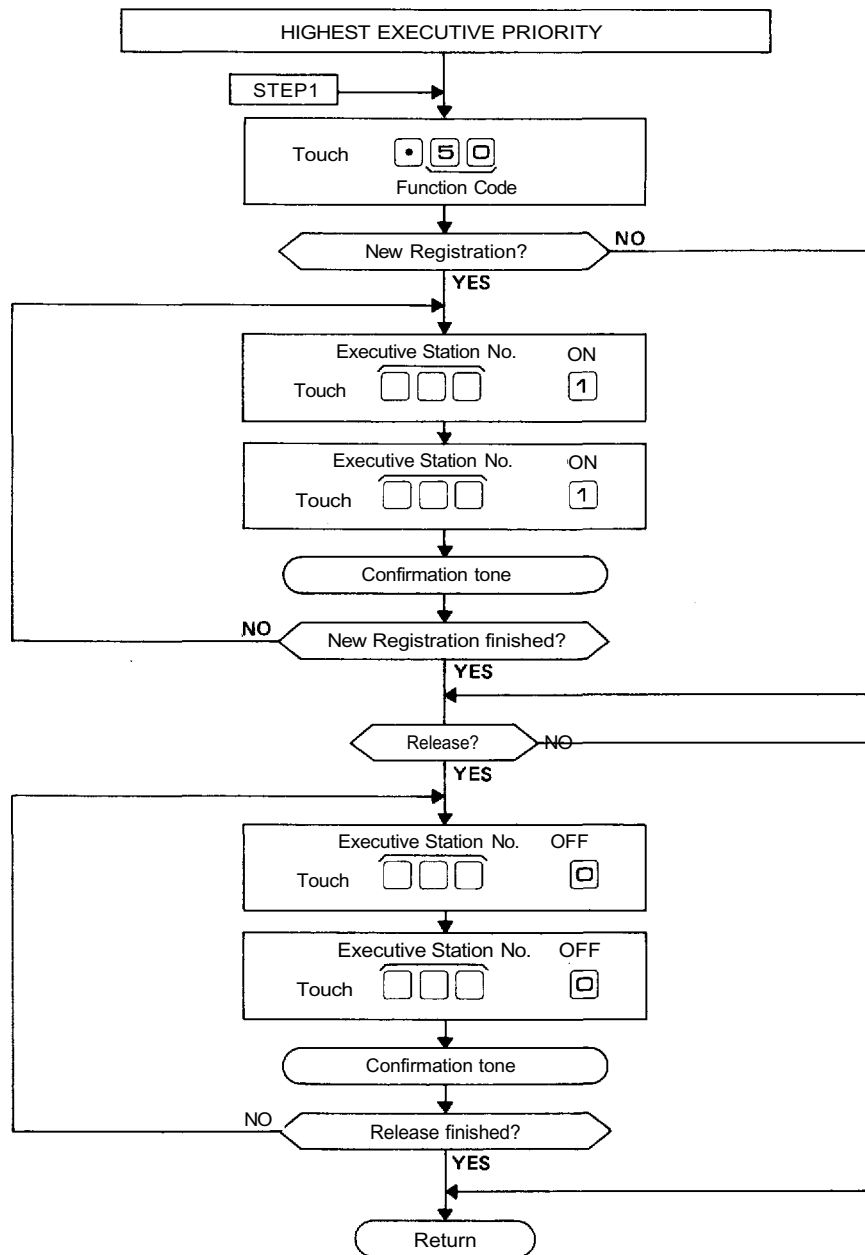 HIGHEST EXECUTIVE PRIORITY
STEP1
Touch • 5 0
Function Code
New Registration? NO
YES
Executive Station No. ON
Touch 1
Executive Station No. ON
Touch 1
Confirmation tone
NO New Registration finished?
YES
Release? NO
YES
Executive Station No. OFF
Touch 0
Executive Station No. OFF
Touch 0
Confirmation tone
NO Release finished?
YES
Return